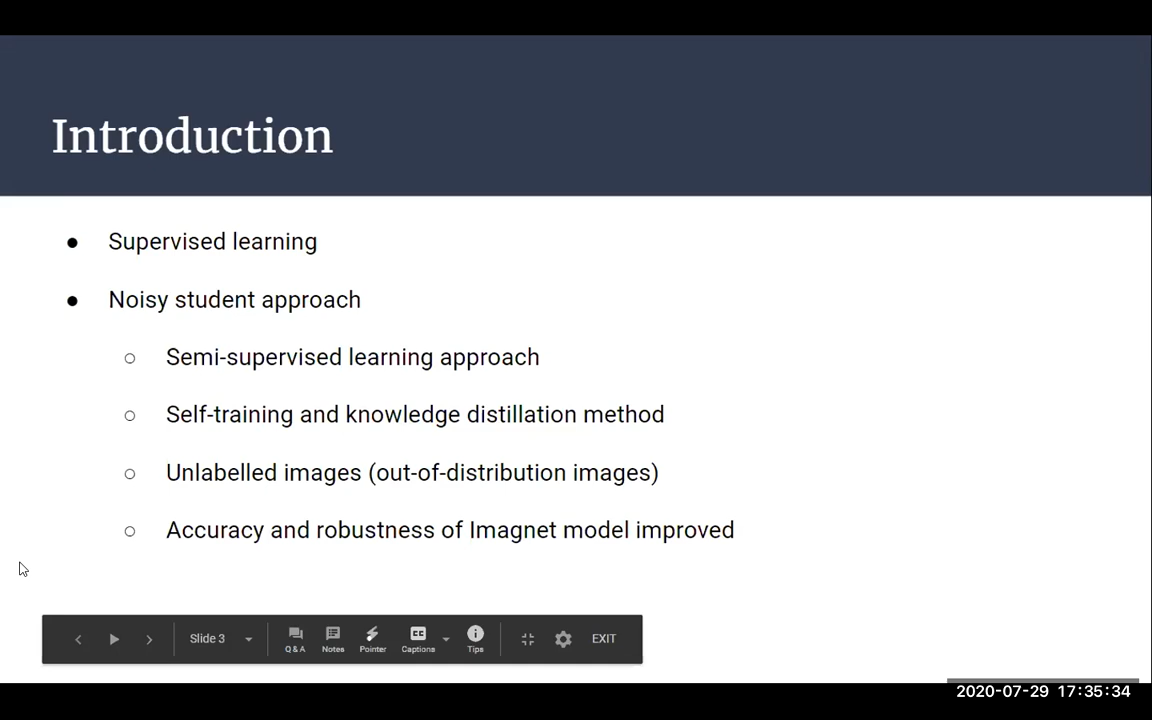 Introduction
● Supervised learning
● Noisy student approach
○ Semi-supervised learning approach
○ Self-training and knowledge distillation method
○ Unlabelled images (out-of-distribution images)
○ Accuracy and robustness of Imagnet model improved
Slide 3
Q & A
Notes
Pointer
CC
Captions
Tips
EXIT
2020-07-29 17:35:34